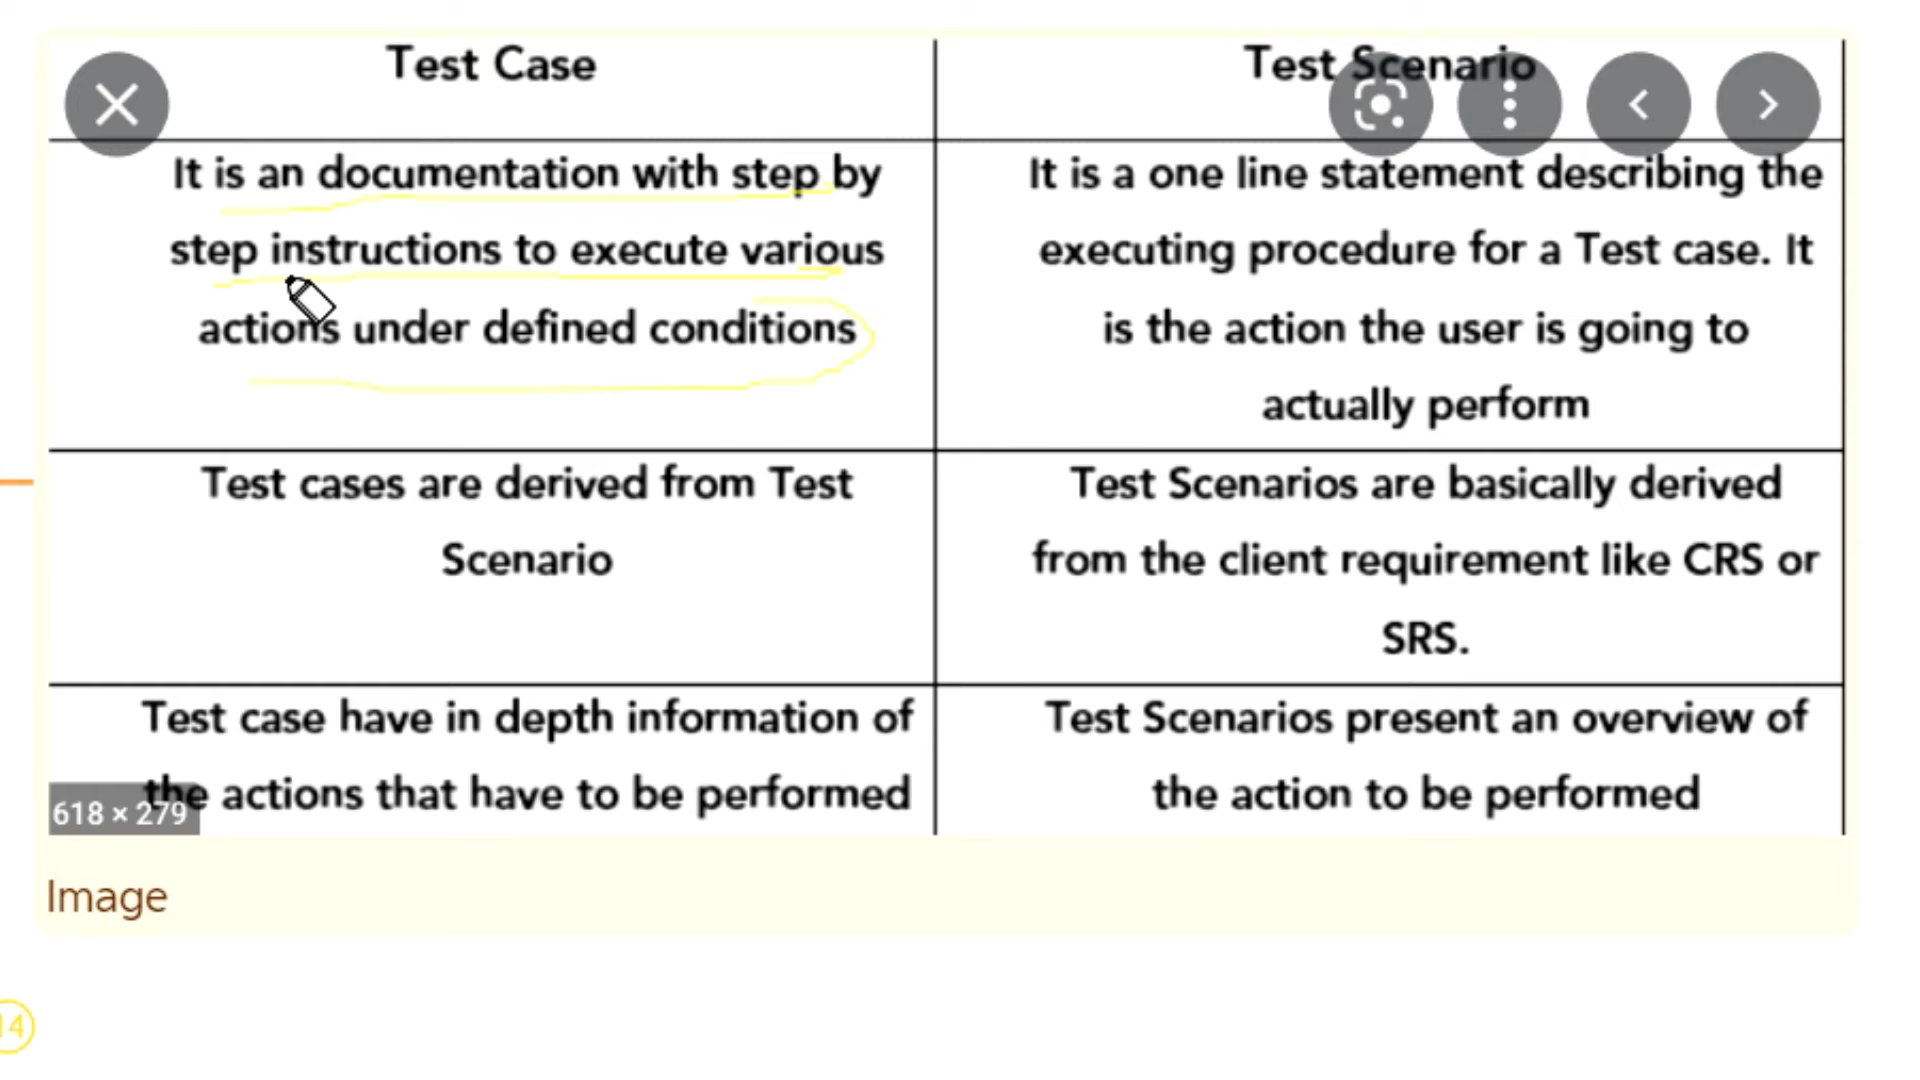 Test Case
Test Scenario
It is an documentation with step by
step instructions to execute various
actions under defined conditions
It is a one line statement describing the
executing procedure for a Test case. It
is the action the user is going to
actually perform
Test cases are derived from Test
Scenario
Test Scenarios are basically derived
from the client requirement like CRS or
SRS.
Test case have in depth information of
the actions that have to be performed
Test Scenarios present an overview of
the action to be performed
618 × 279
Image
14